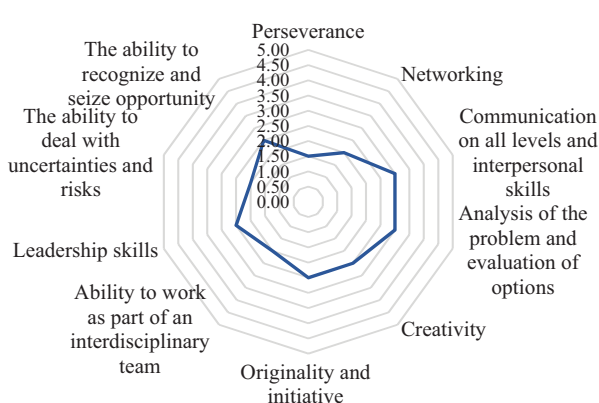 Perseverance
5.00
4.50
4.00
3.50
3.00
2.50
2.00
1.50
1.00
0.50
0.00
Networking
Communication
on all levels and
interpersonal
skills
Analysis of the
problem and
evaluation of
options
Creativity
Originality and
initiative
Ability to work
as part of an
interdisciplinary
team
Leadership skills
The ability to
deal with
uncertainties and
risks
The ability to
recognize and
seize opportunity